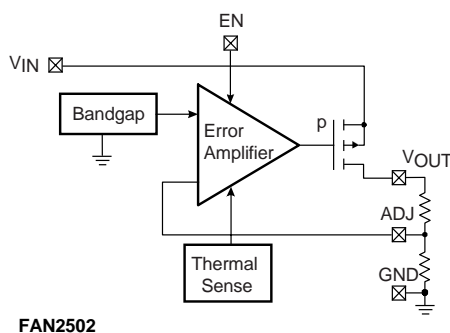 EN
VIN
Bandgap
Error
Amplifier
p
VOUT
ADJ
Thermal
Sense
GND
FAN2502